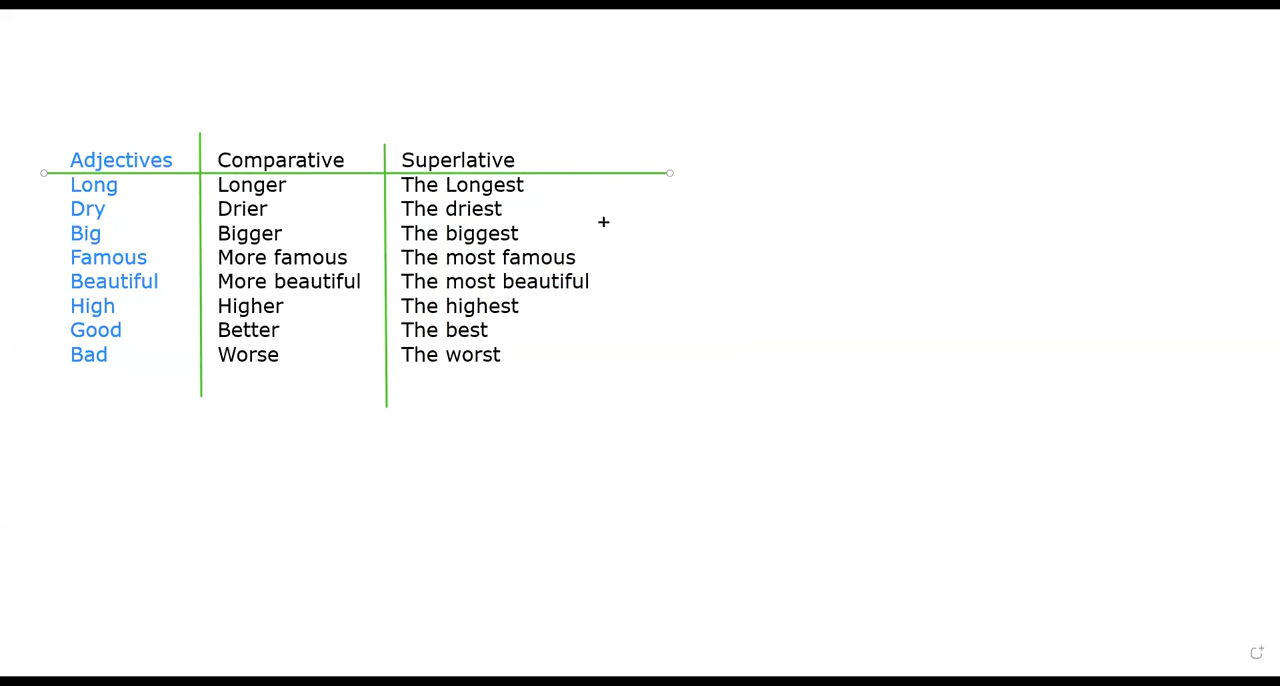 Adjectives Comparative Superlative
Long Longer The Longest
Dry Drier The driest
Big Bigger The biggest
Famous More famous The most famous
Beautiful More beautiful The most beautiful
High Higher The highest
Good Better The best
Bad Worse The worst